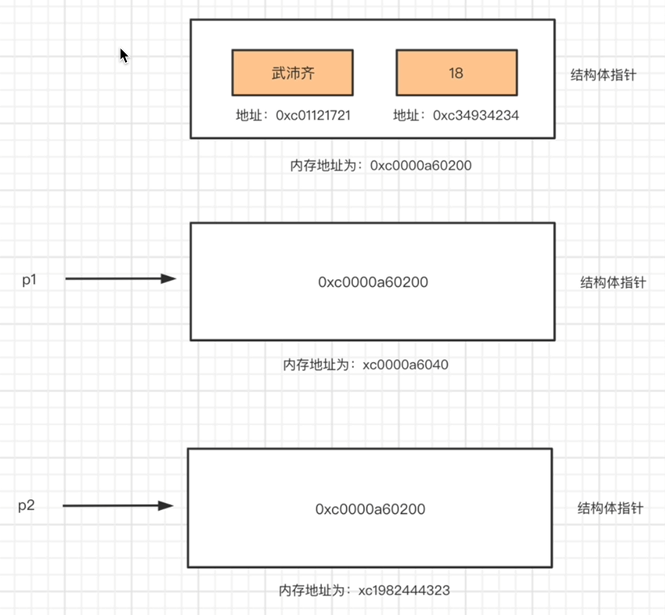 武沛齐
18
结构体指针
地址：0xc01121721
地址：0xc34934234
内存地址为：0xc0000a60200
p1
0xc0000a60200
结构体指针
内存地址为：xc0000a6040
p2
0xc0000a60200
结构体指针
内存地址为：xc1982444323